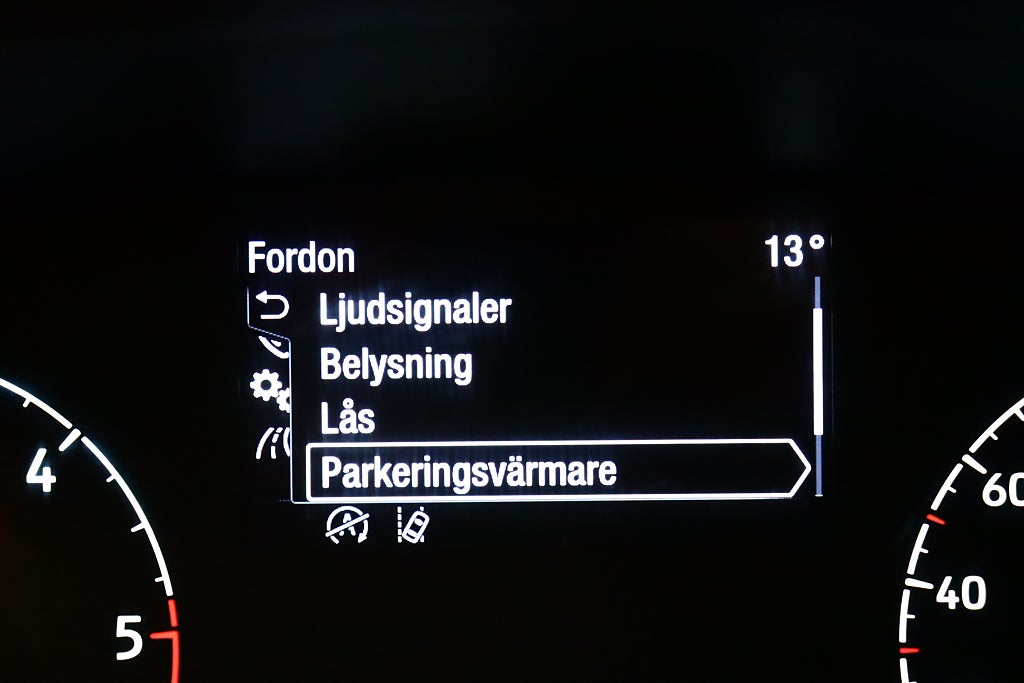 Fordon
13°
Ljudsignaler
Belysning
Lås
Parkeringsvärmare
A
4
5
60
40